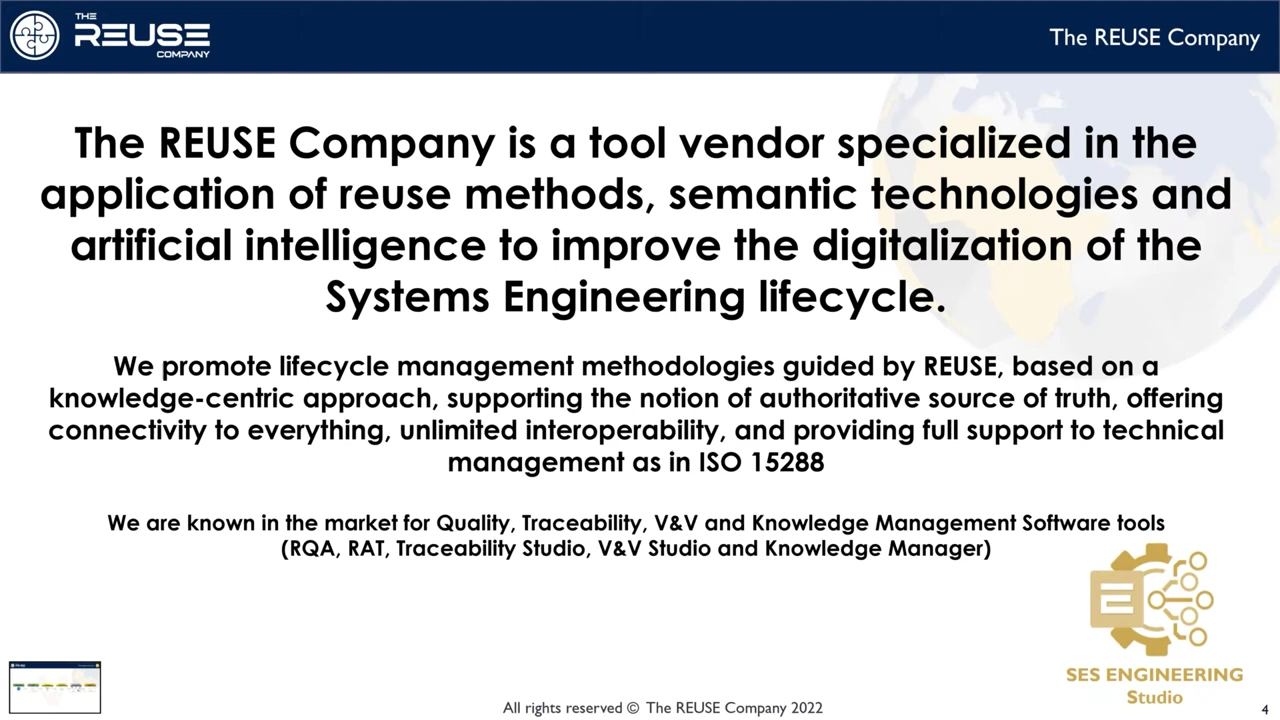 THE
REUSE
COMPANY
The REUSE Company
The REUSE Company is a tool vendor specialized in the
application of reuse methods, semantic technologies and
artificial intelligence to improve the digitalization of the
Systems Engineering lifecycle.
We promote lifecycle management methodologies guided by REUSE, based on a
knowledge-centric approach, supporting the notion of authoritative source of truth, offering
connectivity to everything, unlimited interoperability, and providing full support to technical
management as in ISO 15288
We are known in the market for Quality, Traceability, V&V and Knowledge Management Software tools
(RQA, RAT, Traceability Studio, V&V Studio and Knowledge Manager)
SES ENGINEERING
Studio
All rights reserved © The REUSE Company 2022
4